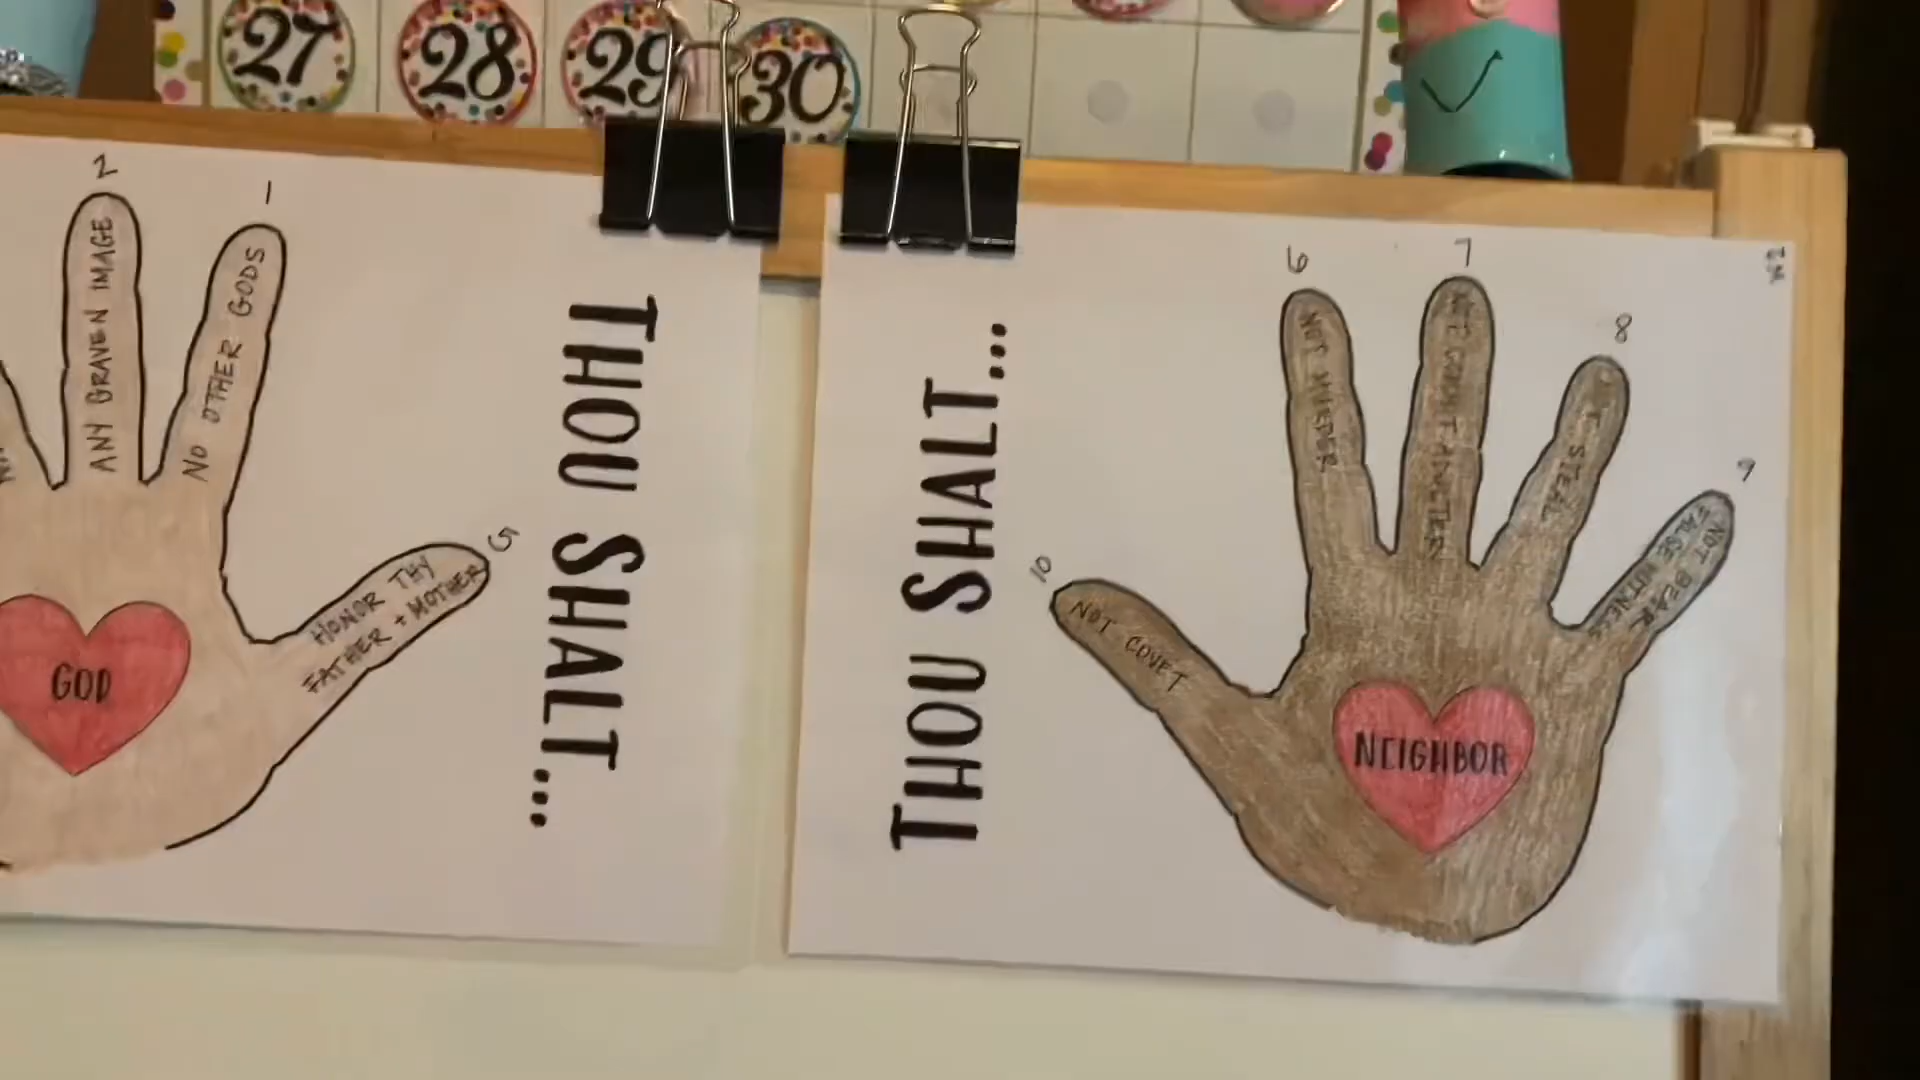 27 28 29 30
2
ANY GRAVEN IMAGE
1
NO OTHER GODS
5
HONOR THY
FATHER + MOTHER
GOD
THOU SHALT...
THOU SHALT...
6
NOT MURDER
7
NOT COMMIT ADULTERY
8
NOT STEAL
9
NOT BEAR
FALSE WITNESS
10
NOT COVET
NEIGHBOR